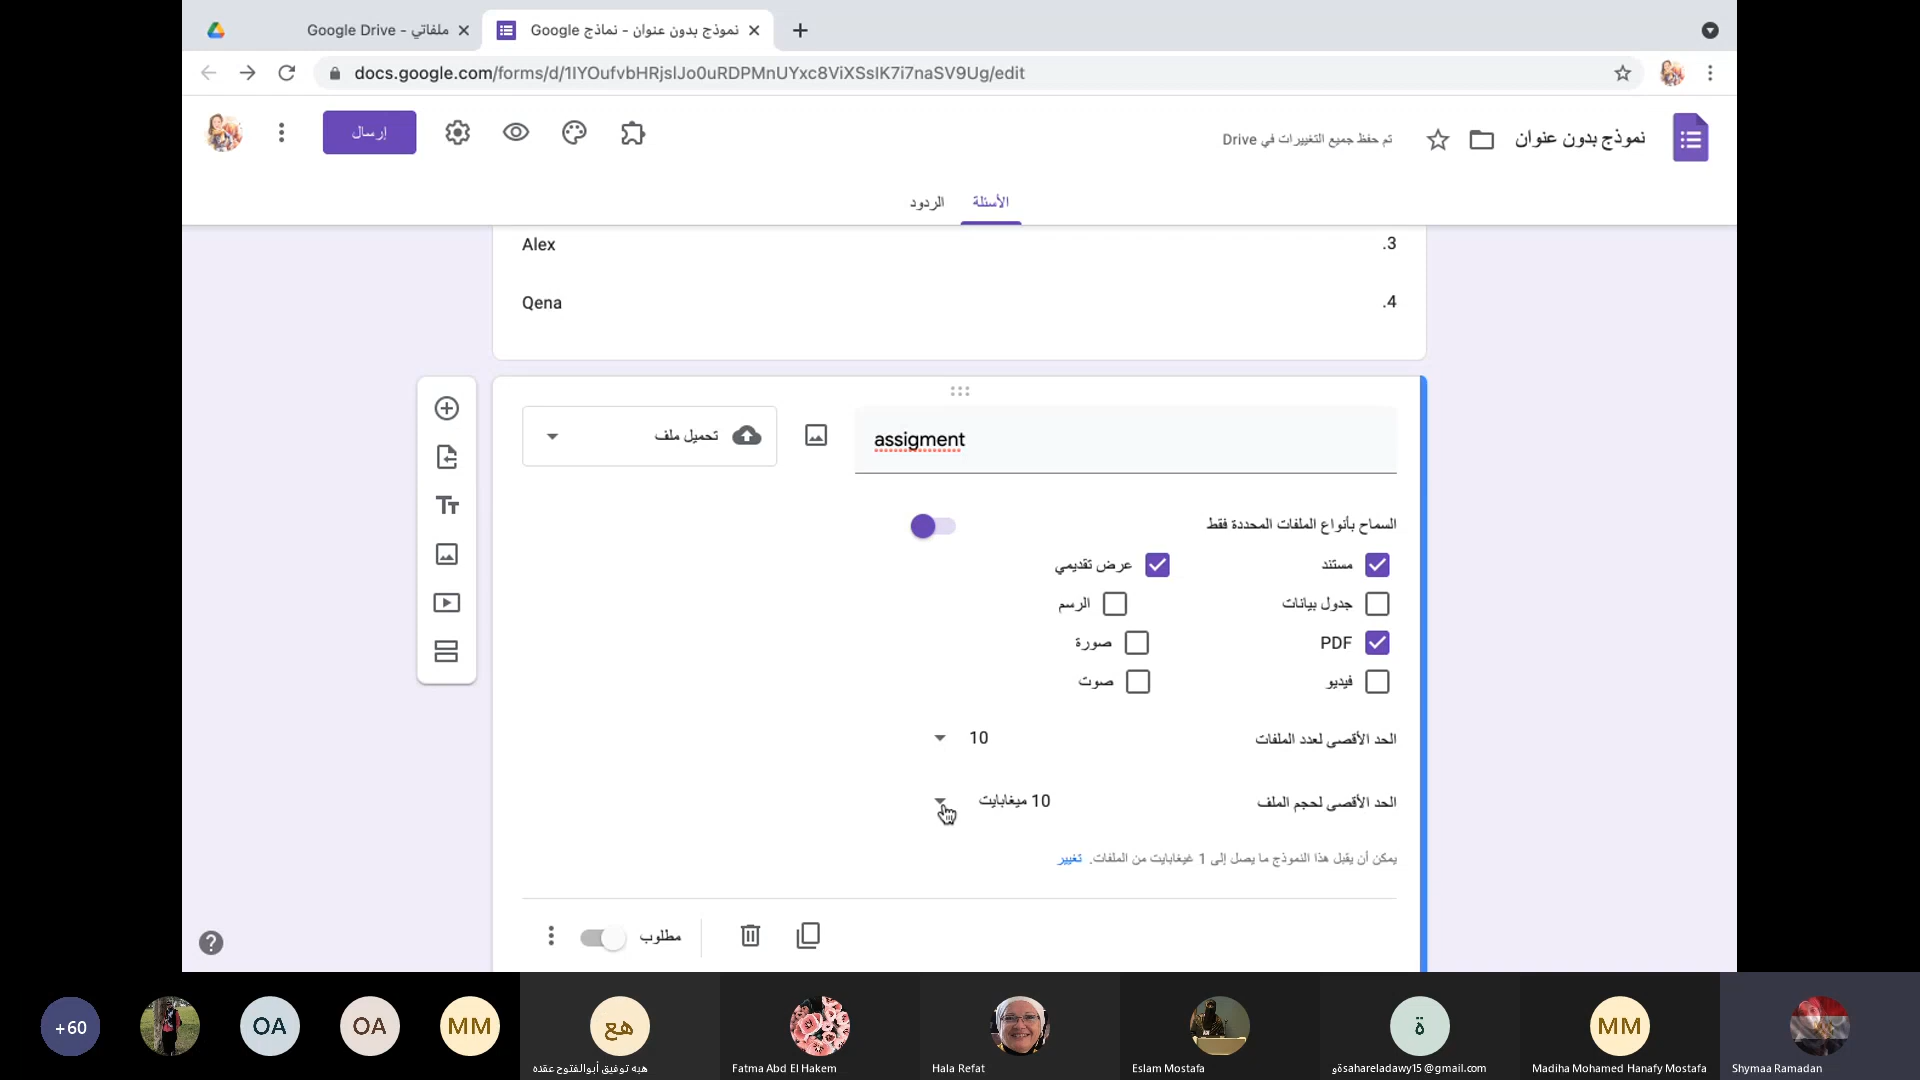 ملفاتي - Google Drive
نموذج بدون عنوان - نماذج Google
docs.google.com/forms/d/1IYOufvbHRjslJo0uRDPMnUYxc8ViXSsIK7i7naSV9Ug/edit
نموذج بدون عنوان
تم حفظ جميع التغييرات في Drive
إرسال
الأسئلة
الردود
.3 Alex
.4 Qena
assigment
تحميل ملف
Tт
السماح بأنواع الملفات المحددة فقط
مستند
عرض تقديمي
جدول بيانات
الرسم
PDF
صورة
فيديو
صوت
الحد الأقصى لعدد الملفات
10
الحد الأقصى لحجم الملف
10 ميغابايت
يمكن أن يقبل هذا النموذج ما يصل إلى 1 غيغابايت من الملفات. تغيير
مطلوب
+60
OA
OA
MM
هع
ة
MM
هبه توفيق أبوالفتوح عقده
Fatma Abd El Hakem
Hala Refat
Eslam Mostafa
ةوsahareladawy15@gmail.com
Madiha Mohamed Hanafy Mostafa
Shymaa Ramadan